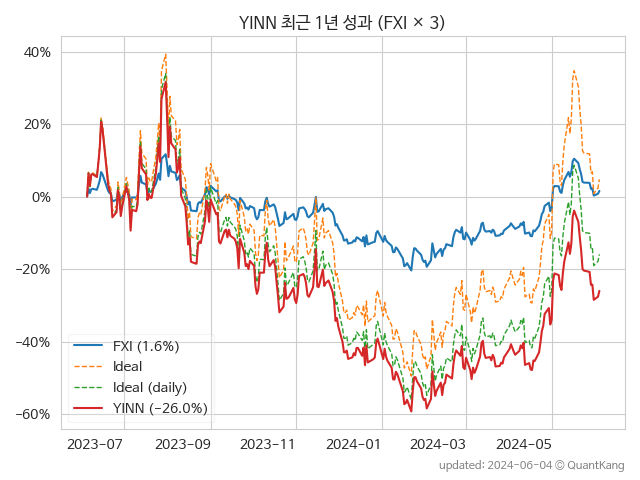 YINN 최근 1년 성과 (FXI × 3)
40%
20%
0%
−20%
−40%
−60%
FXI (1.6%)
Ideal
Ideal (daily)
YINN (−26.0%)
2023−07
2023−09
2023−11
2024−01
2024−03
2024−05
updated: 2024−06−04 © QuantKang